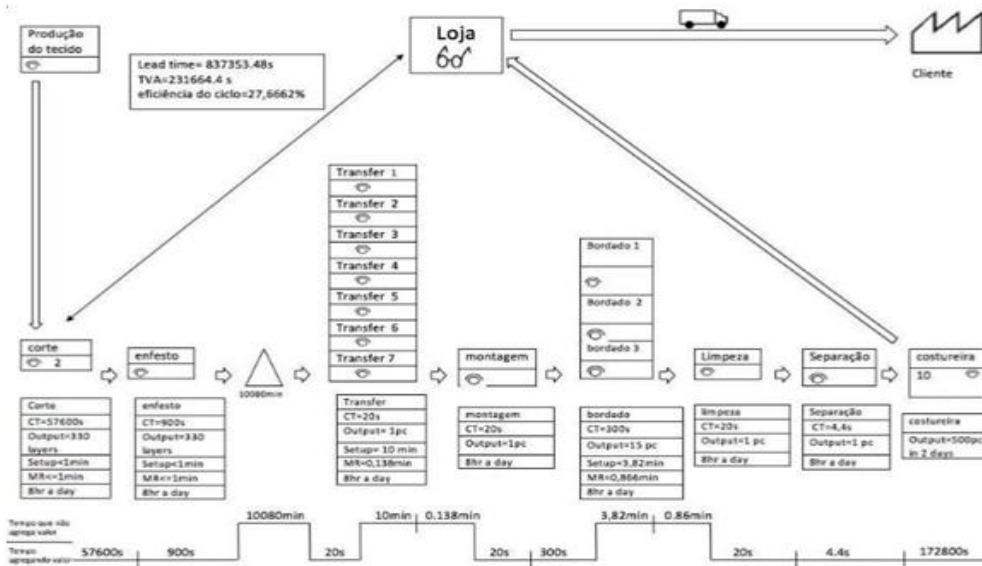 Produção
do tecido
Lead time= 837353.48s
TVA=231664.4 s
eficiência do ciclo=27,6662%
Loja
Cliente
Transfer 1
Transfer 2
Transfer 3
Transfer 4
Transfer 5
Transfer 6
Transfer 7
Bordado 1
Bordado 2
bordado 3
corte
2
enfesto
10080min
montagem
Limpeza
Separação
costureira
10
Corte
CT=57600s
Output=330
layers
Setup<1min
MR<=1min
8hr a day
enfesto
CT=900s
Output=330
layers
Setup<1min
MR<=1min
8hr a day
Transfer
CT=20s
Output= 1pc
Setup= 10 min
MR=0,138min
8hr a day
montagem
CT=20s
Output=1pc
8hr a day
bordado
CT=300s
Output=15 pc
Setup=3,82min
MR=0,866min
8hr a day
limpeza
CT=20s
Output=1 pc
8hr a day
Separação
CT=4,4s
Output=1 pc
8hr a day
costureira
Output=500pc
in 2 days
Tempo que não
agrega valor
10080min
10min
0.138min
3,82min
0.86min
Tempo
57600s
900s
20s
20s
300s
20s
4.4s
172800s